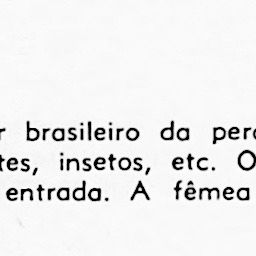 r brasileiro da per
tes, insetos, etc. O
entrada. A fêmea